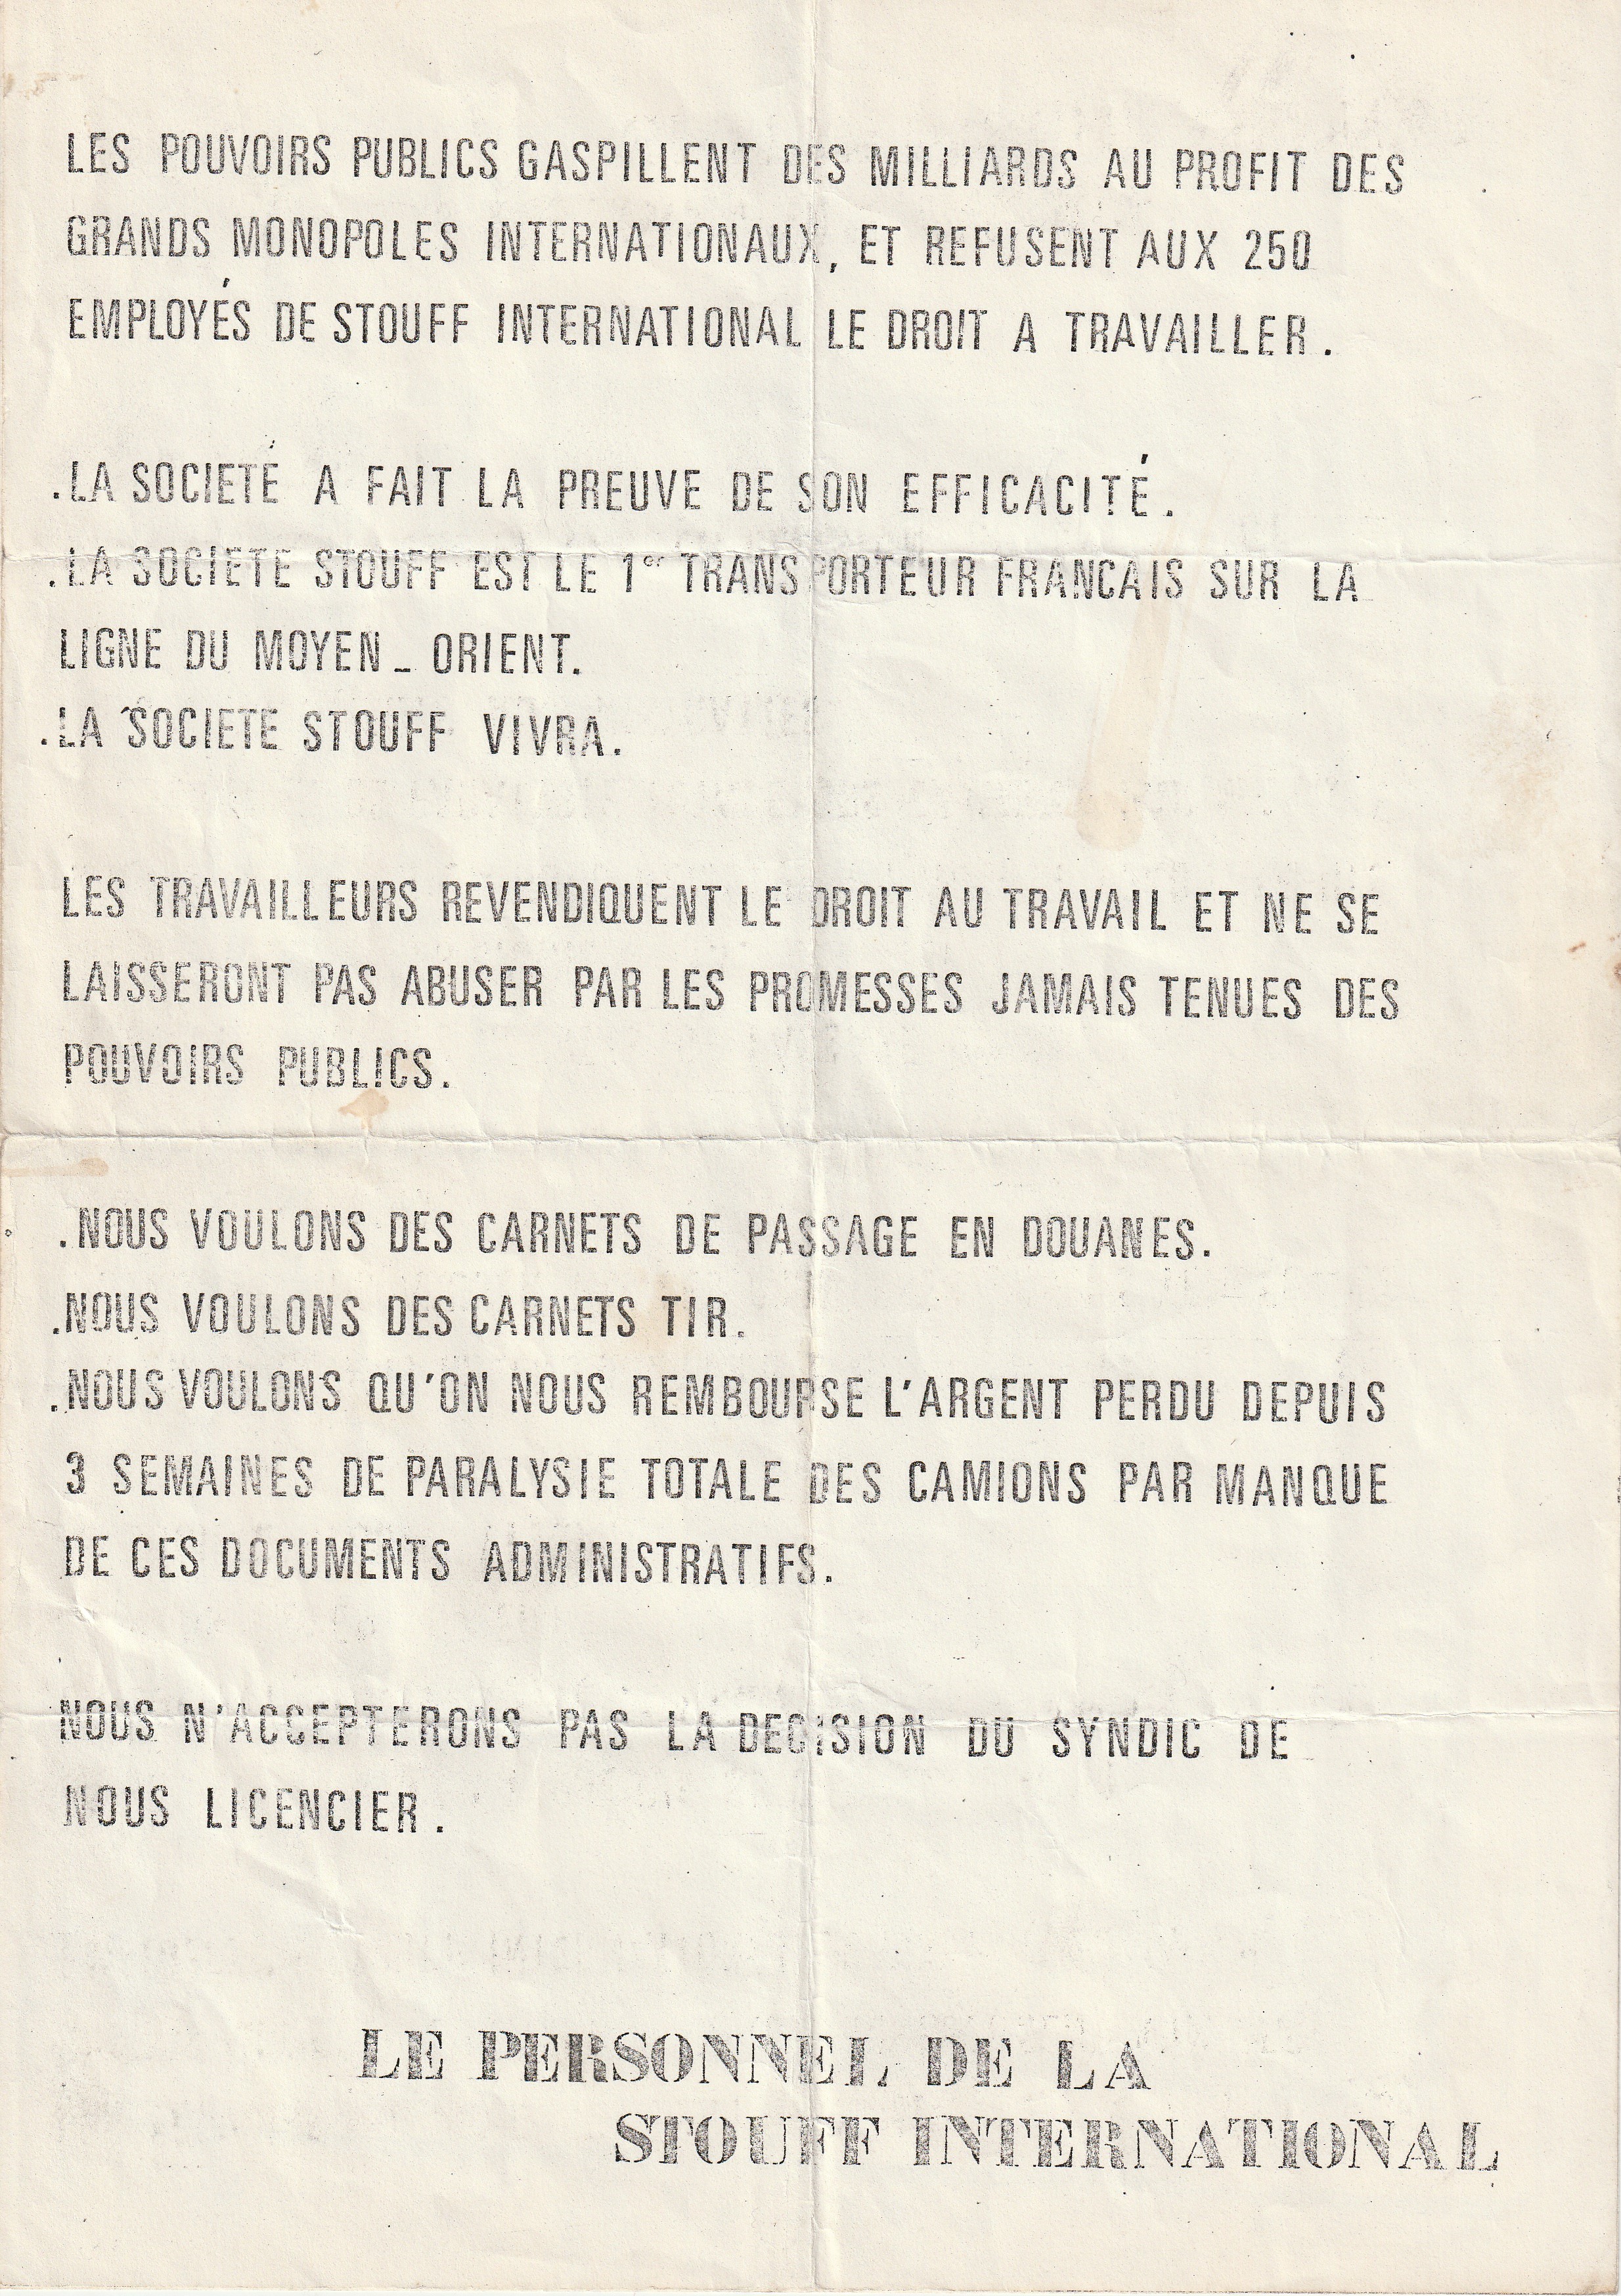 LES POUVOIRS PUBLICS GASPILLENT DES MILLIARDS AU PROFIT DES
GRANDS MONOPOLES INTERNATIONAUX, ET REFUSENT AUX 250
EMPLOYÉS DE STOUFF INTERNATIONAL LE DROIT A TRAVAILLER.
.LA SOCIETÉ A FAIT LA PREUVE DE SON EFFICACITÉ.
.LA SOCIETE STOUFF EST LE 1er TRANSPORTEUR FRANCAIS SUR LA
LIGNE DU MOYEN_ORIENT.
.LA SOCIETE STOUFF VIVRA.
LES TRAVAILLEURS REVENDIQUENT LE DROIT AU TRAVAIL ET NE SE
LAISSERONT PAS ABUSER PAR LES PROMESSES JAMAIS TENUES DES
POUVOIRS PUBLICS.
.NOUS VOULONS DES CARNETS DE PASSAGE EN DOUANES.
.NOUS VOULONS DES CARNETS TIR.
.NOUS VOULONS QU'ON NOUS REMBOURSE L'ARGENT PERDU DEPUIS
3 SEMAINES DE PARALYSIE TOTALE DES CAMIONS PAR MANQUE
DE CES DOCUMENTS ADMINISTRATIFS.
NOUS N'ACCEPTERONS PAS LA DECISION DU SYNDIC DE
NOUS LICENCIER.
LE PERSONNEL DE LA
STOUFF INTERNATIONAL